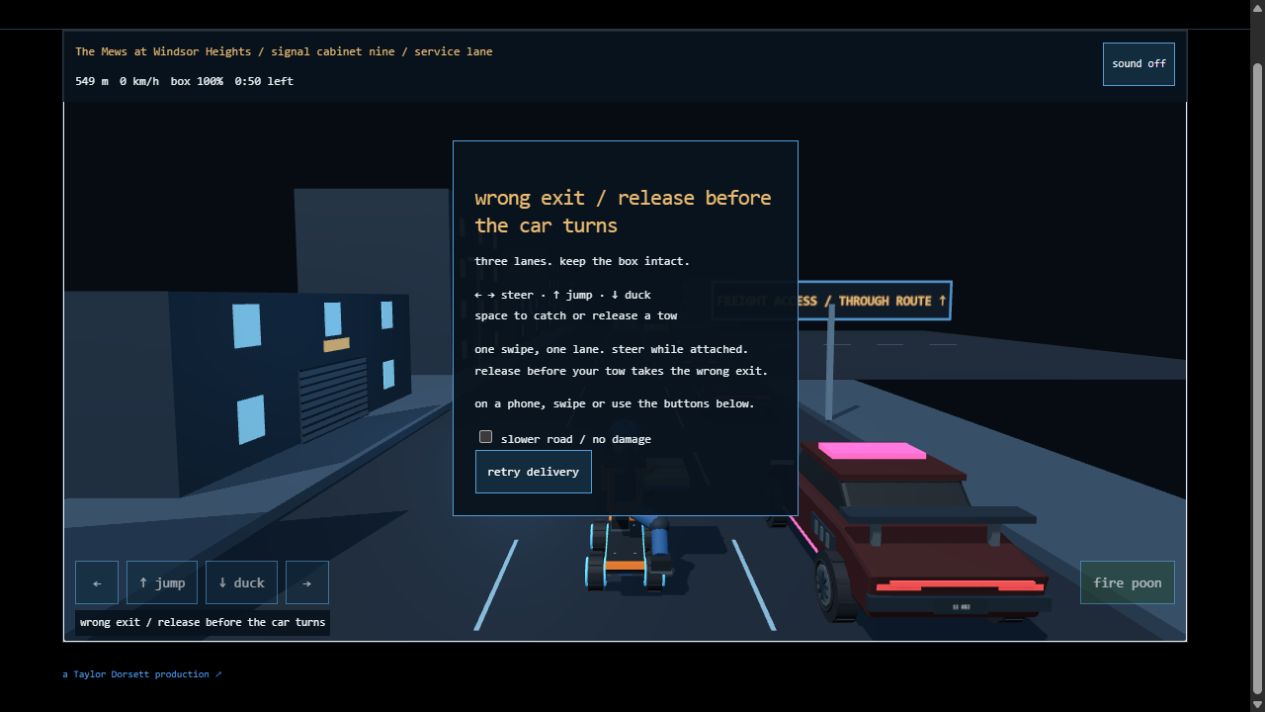 The Mews at Windsor Heights / signal cabinet nine / service lane
549 m 0 km/h box 100% 0:50 left
sound off
wrong exit / release before
the car turns
three lanes. keep the box intact.
← → steer · ↑ jump · ↓ duck
space to catch or release a tow
FREIGHT ACCESS / THROUGH ROUTE ↑
one swipe, one lane. steer while attached.
release before your tow takes the wrong exit.
on a phone, swipe or use the buttons below.
slower road / no damage
retry delivery
←
↑ jump
↓ duck
→
fire poon
wrong exit / release before the car turns
a Taylor Dorsett production ↗